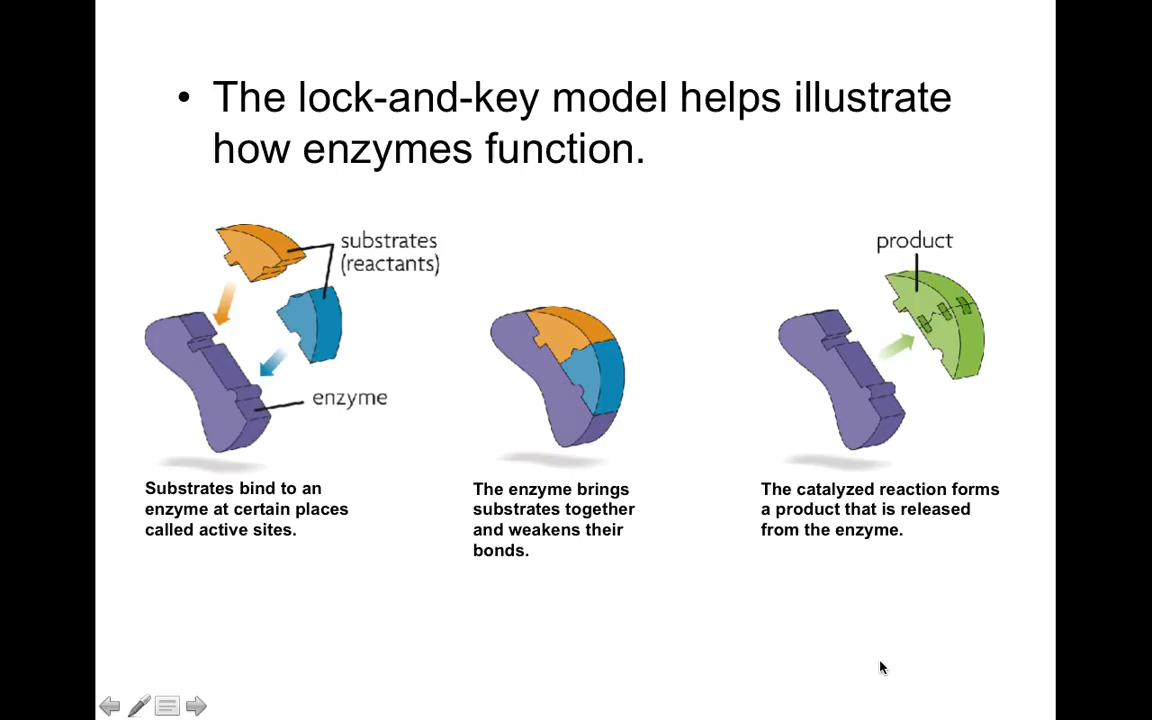 • The lock-and-key model helps illustrate
how enzymes function.
substrates
(reactants)
enzyme
product
Substrates bind to an
enzyme at certain places
called active sites.
The enzyme brings
substrates together
and weakens their
bonds.
The catalyzed reaction forms
a product that is released
from the enzyme.